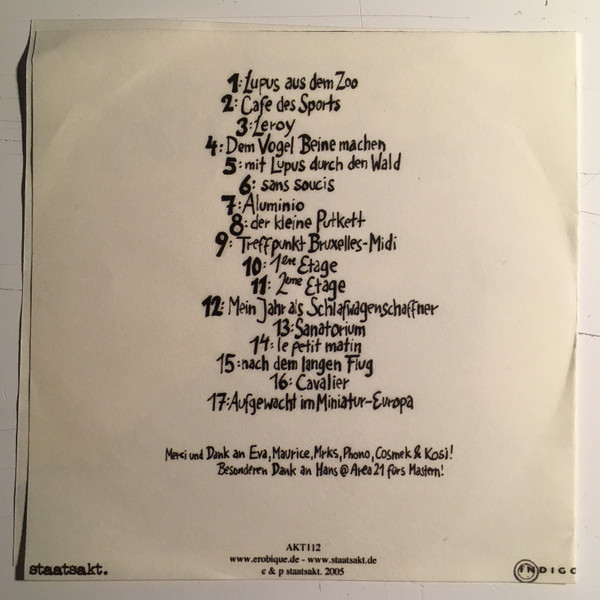 1: Lupus aus dem Zoo
2: Cafe des Sports
3: Leroy
4: Dem Vogel Beine machen
5: mit Lupus durch den Wald
6: sans soucis
7: Aluminio
8: der kleine Putkett
9: Treffpunkt Bruxelles-Midi
10: 1ere Etage
11: 2eme Etage
12: Mein Jahr als Schlafwagenschaffner
13: Sanatorium
14: le petit matin
15: nach dem langen Flug
16: Cavalier
17: Aufgewacht im Miniatur-Europa
Merci und Dank an Eva, Maurice, Mrks, Phono, Cosmek & Kosi!
Besonderen Dank an Hans @ Area 21 fürs Mastern!
AKT112
www.erobique.de - www.staatsakt.de
c & p staatsakt. 2005
staatsakt.
INDIGO